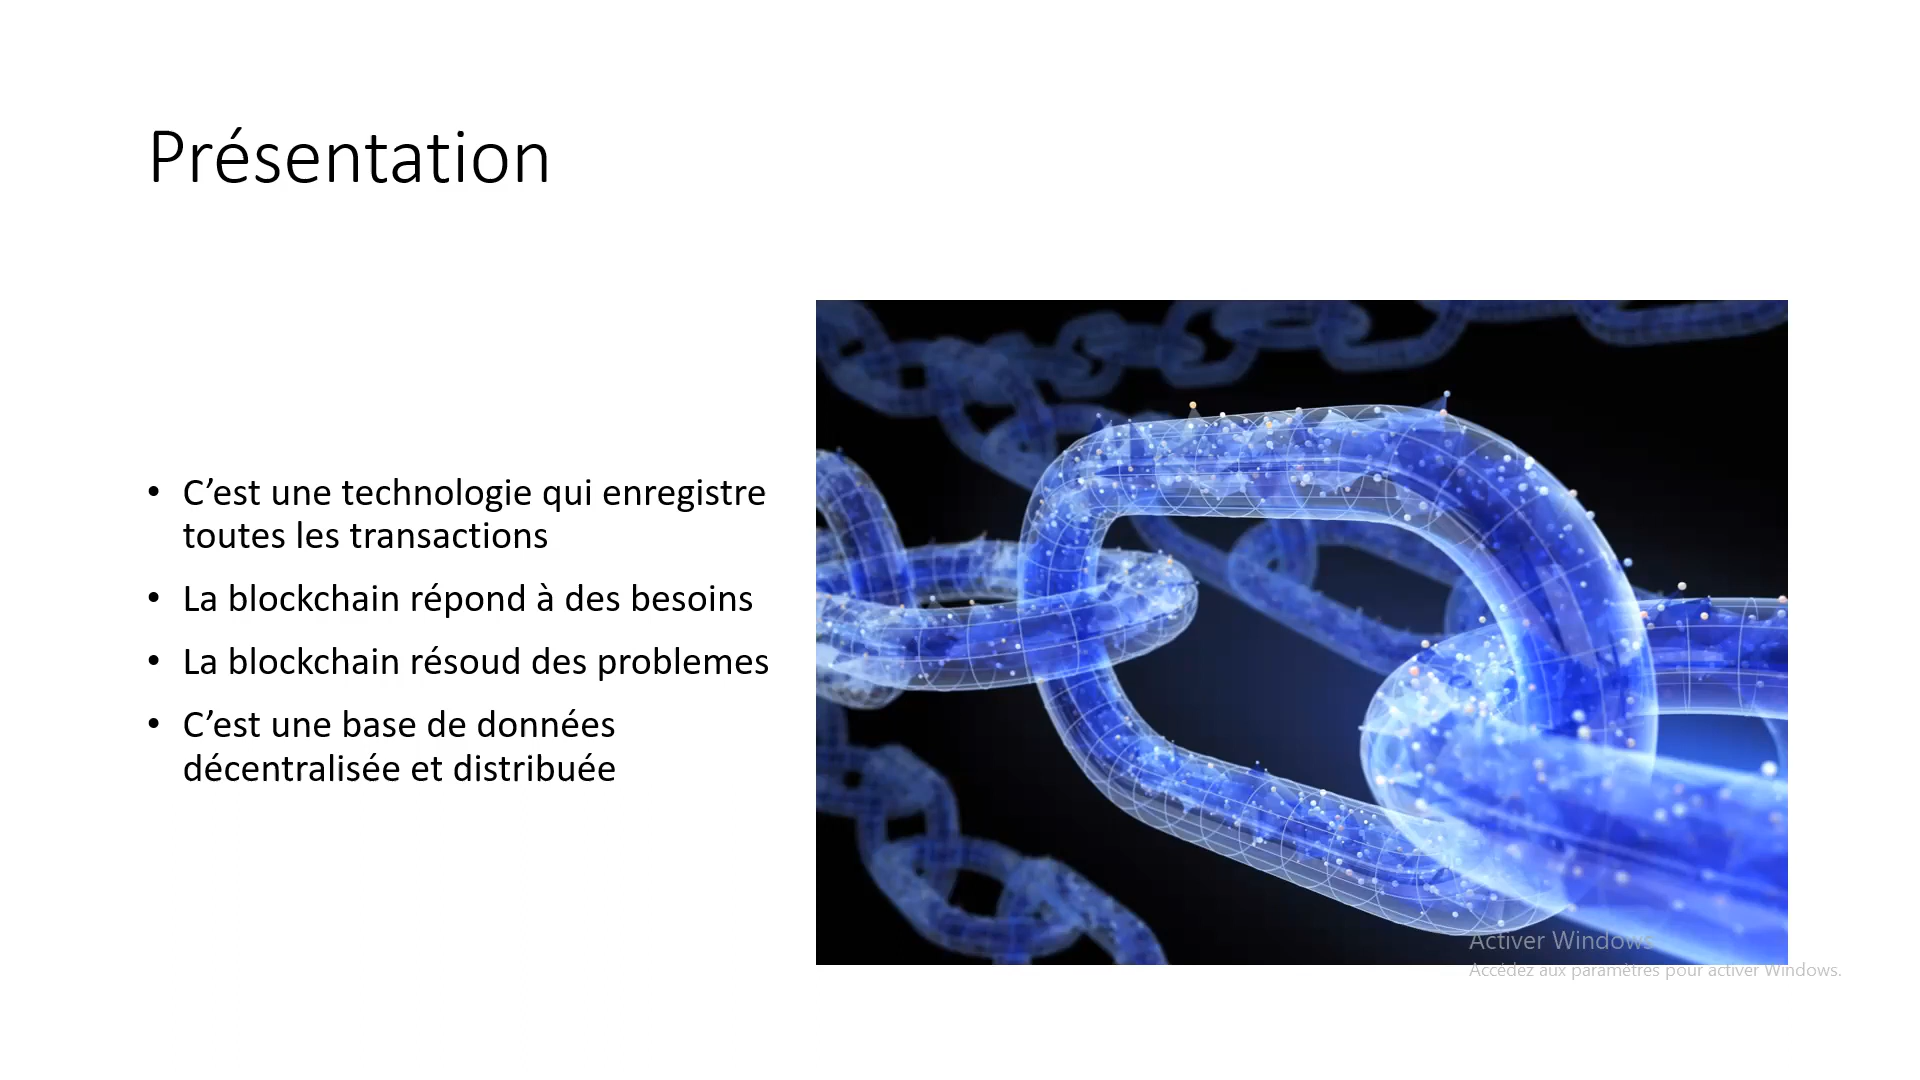 Présentation
• C’est une technologie qui enregistre
toutes les transactions
• La blockchain répond à des besoins
• La blockchain résoud des problemes
• C’est une base de données
décentralisée et distribuée
Activer Windows
Accédez aux paramètres pour activer Windows.